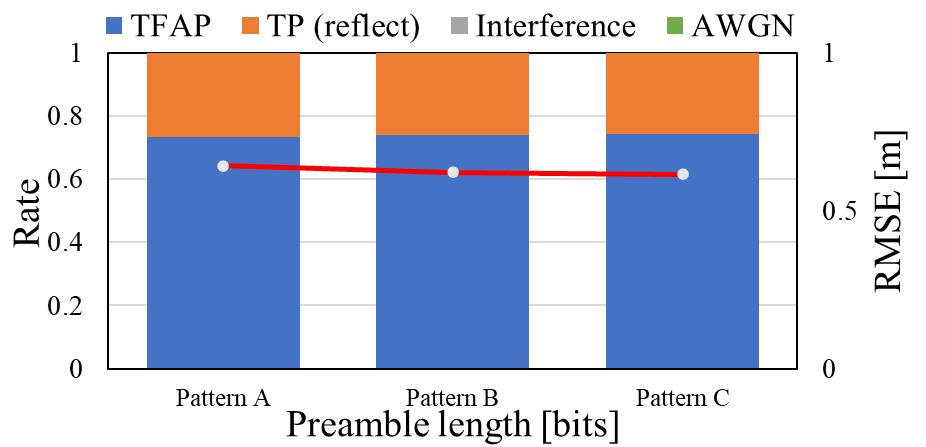 TFAP TP (reflect) Interference AWGN
1 1
0.8
0.6
0.5
0.4
0.2
0 0
Rate
RMSE [m]
Pattern A Pattern B Pattern C
Preamble length [bits]